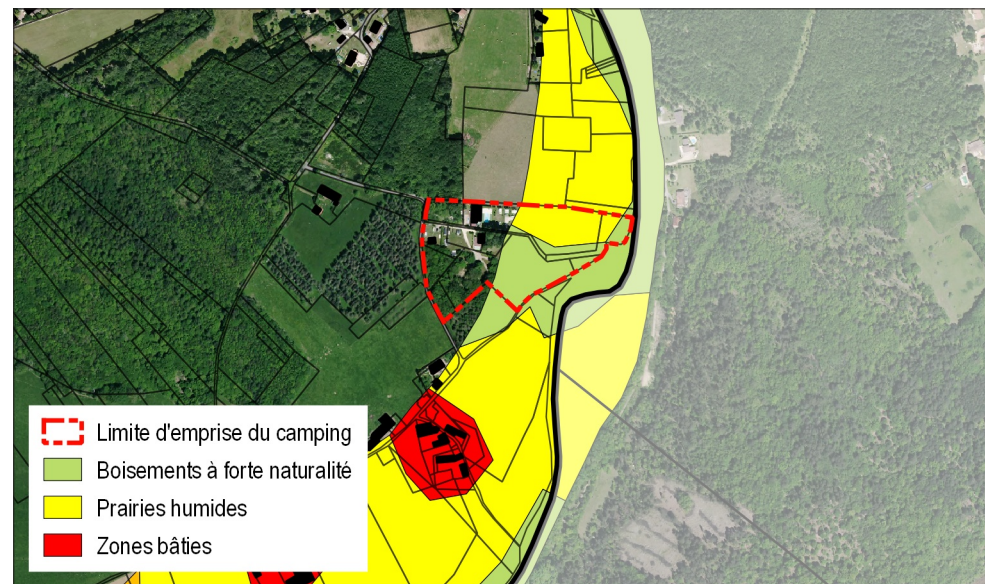 Limite d'emprise du camping
Boisements à forte naturalité
Prairies humides
Zones bâties